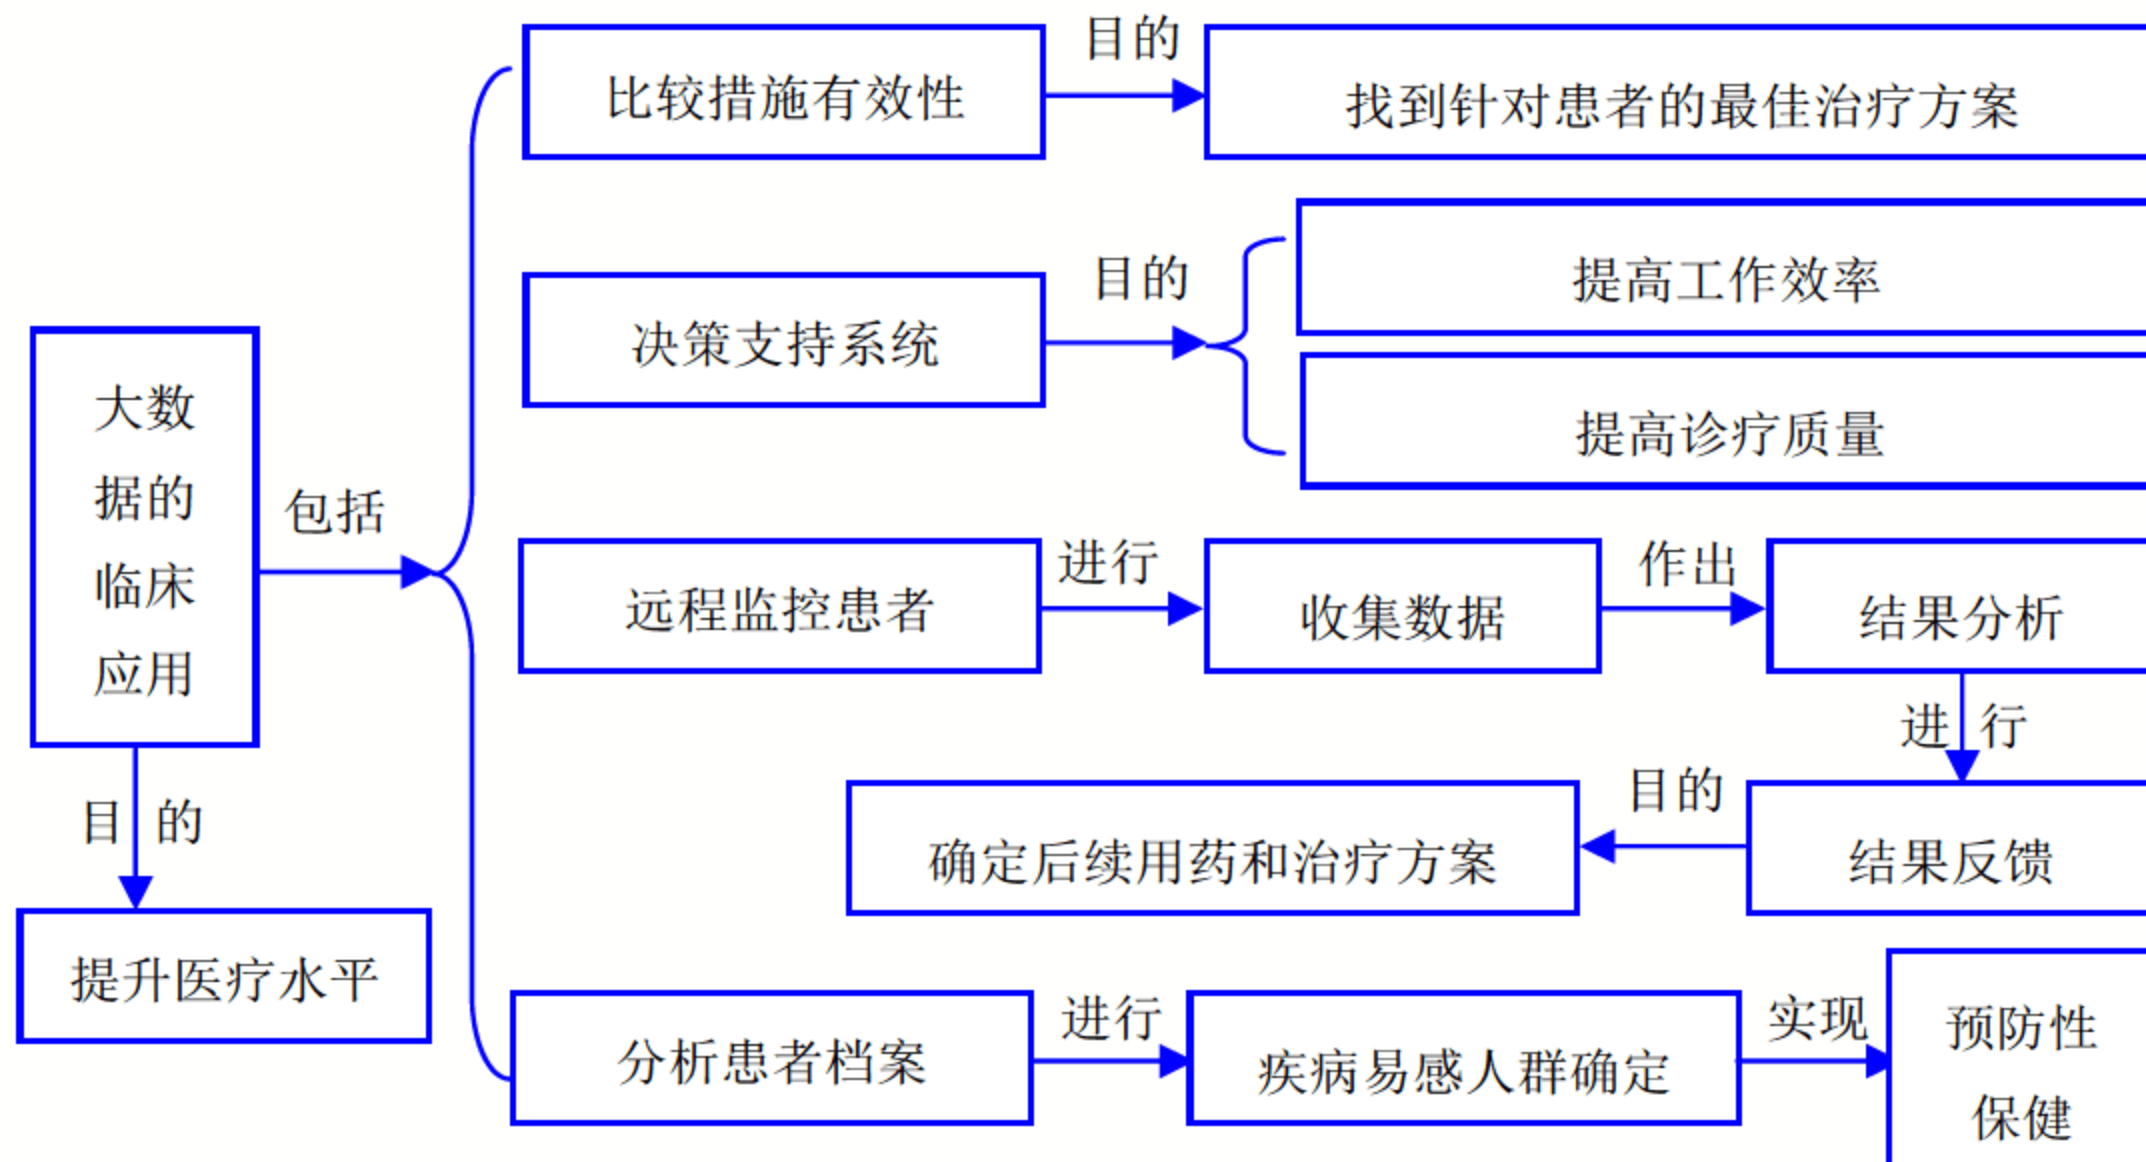 目的
比较措施有效性
找到针对患者的最佳治疗方案
目的
提高工作效率
决策支持系统
提高诊疗质量
大数
据的
临床
应用
包括
进行
作出
远程监控患者
收集数据
结果分析
进行
目的
目的
确定后续用药和治疗方案
结果反馈
提升医疗水平
进行
实现
分析患者档案
疾病易感人群确定
预防性
保健